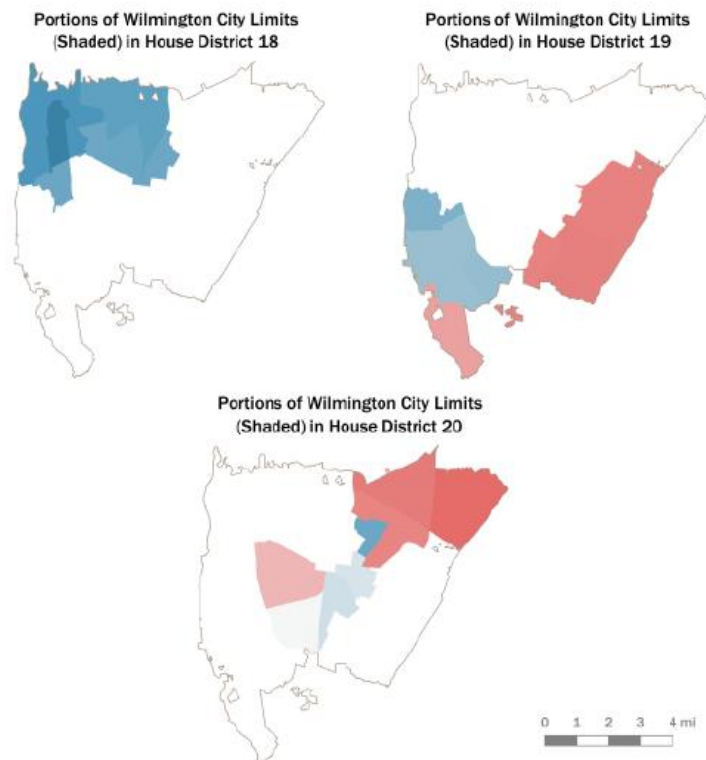 Portions of Wilmington City Limits
(Shaded) in House District 18
Portions of Wilmington City Limits
(Shaded) in House District 19
Portions of Wilmington City Limits
(Shaded) in House District 20
0 1 2 3 4 mi